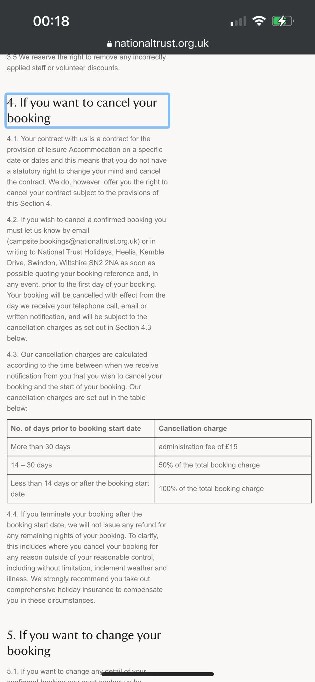 00:18
nationaltrust.org.uk
3.5 We reserve the right to remove any incorrectly
applied staff or volunteer discounts.
4. If you want to cancel your
booking
4.1. Your contract with us is a contract for the
provision of leisure Accommodation on a specific
date or dates and this means that you do not have
a statutory right to change your mind and cancel
the contract. We do, however, offer you the right to
cancel your contract subject to the provisions of
this Section 4.
4.2. If you wish to cancel a confirmed booking you
must let us know by email
(campsite.bookings@nationaltrust.org.uk) or in
writing to National Trust Holidays, Heelis, Kemble
Drive, Swindon, Wiltshire SN2 2NA as soon as
possible quoting your booking reference and, in
any event, prior to the first day of your booking.
Your booking will be cancelled with effect from the
day we receive your telephone call, email or
written notification, and will be subject to the
cancellation charges as set out in Section 4.3
below.
4.3. Our cancellation charges are calculated
according to the time between when we receive
notification from you that you wish to cancel your
booking and the start of your booking. Our
cancellation charges are set out in the table
below:
No. of days prior to booking start date Cancellation charge
More than 30 days administration fee of £15
14 – 30 days 50% of the total booking charge
Less than 14 days or after the booking start
date 100% of the total booking charge
4.4. If you terminate your booking after the
booking start date, we will not issue any refund for
any remaining nights of your booking. To clarify,
this includes where you cancel your booking for
any reason outside of your reasonable control,
including without limitation, inclement weather and
illness. We strongly recommend you take out
comprehensive holiday insurance to compensate
you in these circumstances.
5. If you want to change your
booking
5.1. If you want to change any detail of your